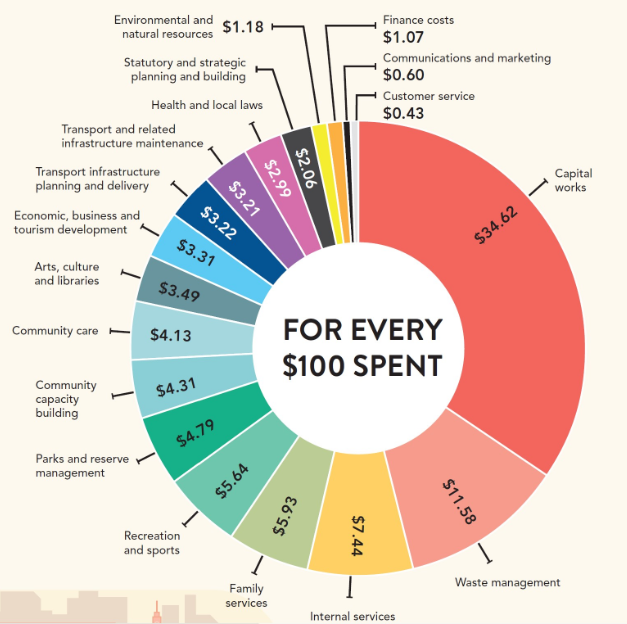 Environmental and
natural resources $1.18
Finance costs
$1.07
Communications and marketing
$0.60
Customer service
$0.43
Statutory and strategic
planning and building
$2.06
Health and local laws
$2.99
Transport and related
infrastructure maintenance
$3.21
Transport infrastructure
planning and delivery
$3.22
Economic, business and
tourism development
$3.31
Arts, culture
and libraries
$3.49
Community care
$4.13
Community
capacity
building
$4.31
Parks and reserve
management
$4.79
Recreation
and sports
$5.64
Family
services
$5.93
Internal services
$7.44
Waste management
$11.58
Capital
works
$34.62
FOR EVERY
$100 SPENT